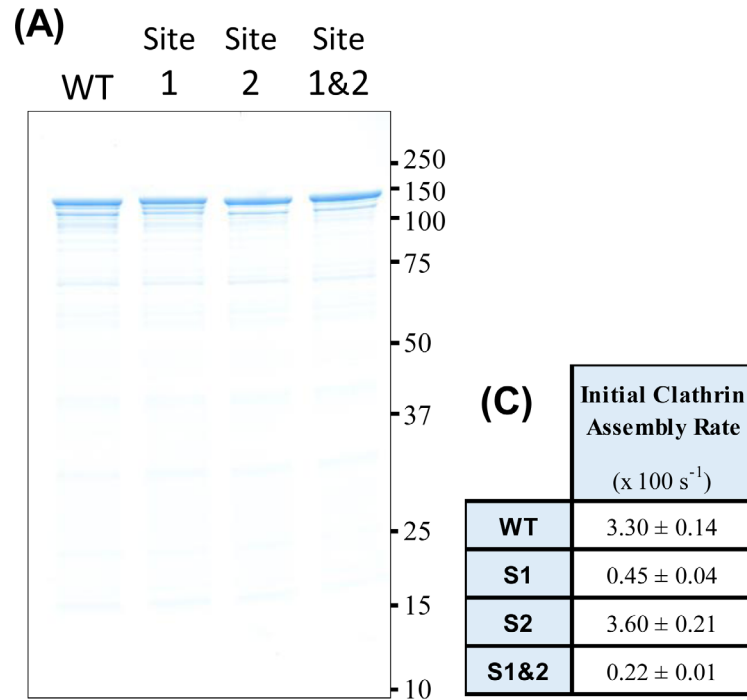 (A)
Site Site Site
WT 1 2 1&2
250
150
100
75
50
37
25
15
10
(C)
Initial Clathrin
Assembly Rate
(x 100 s⁻¹)
WT 3.30 ± 0.14
S1 0.45 ± 0.04
S2 3.60 ± 0.21
S1&2 0.22 ± 0.01